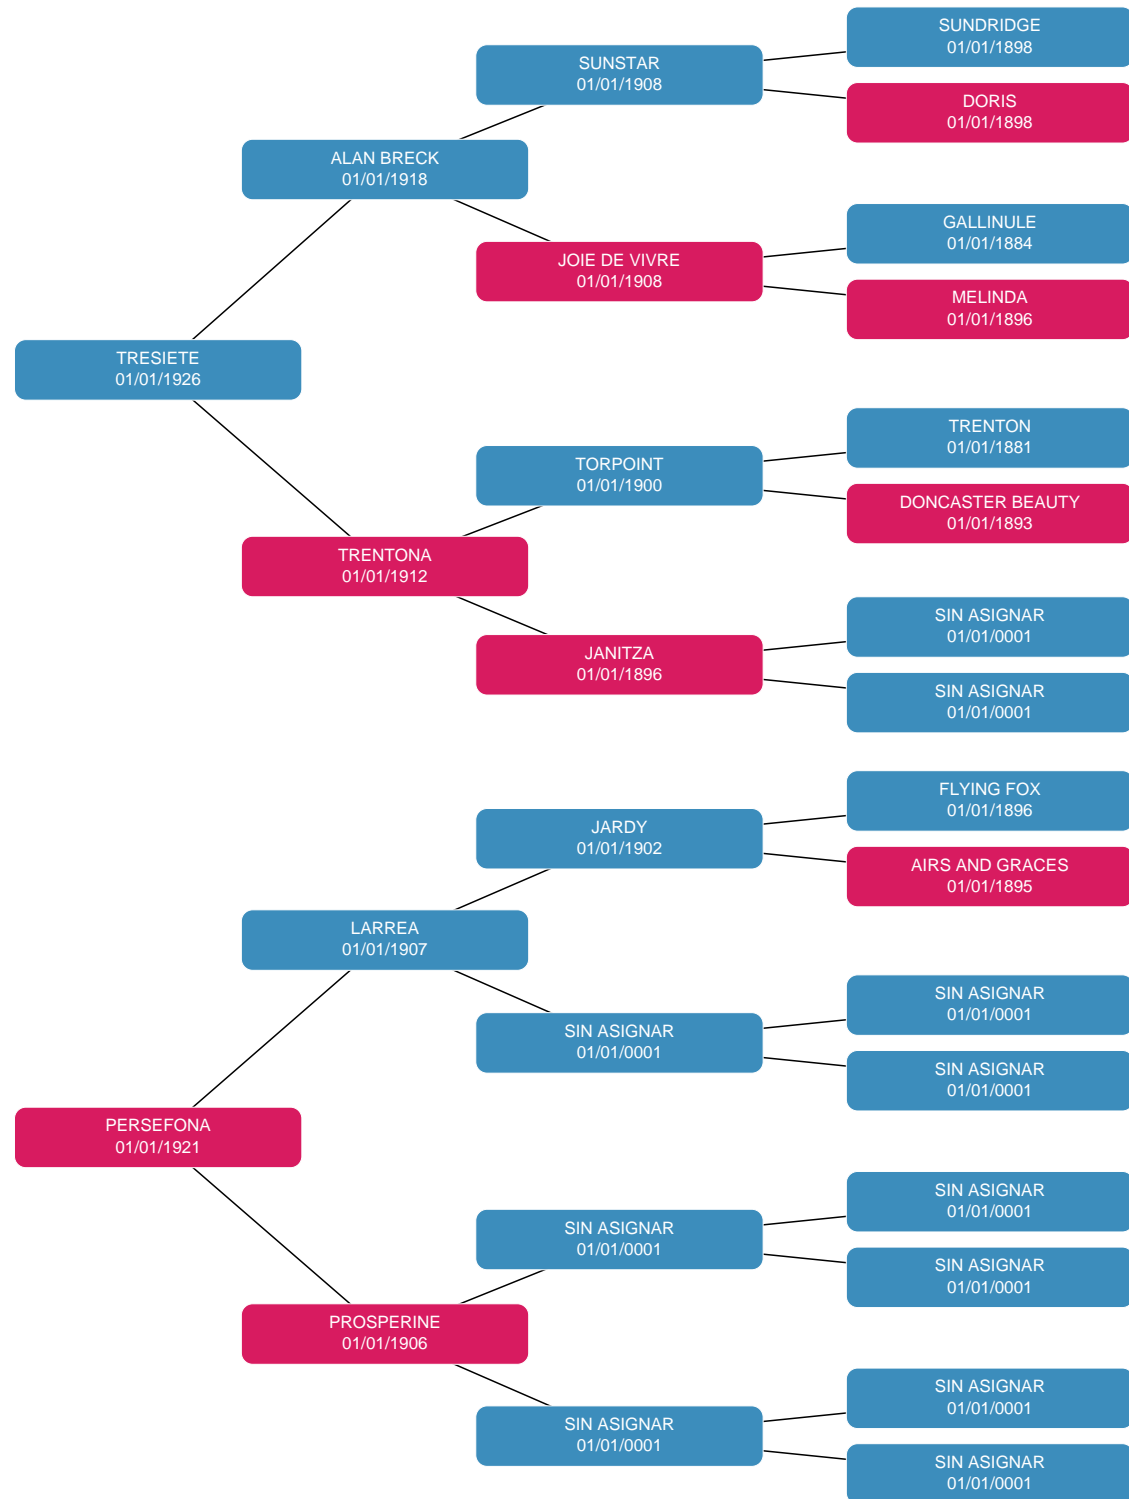 SUNDRIDGE
01/01/1898
SUNSTAR
01/01/1908
DORIS
01/01/1898
ALAN BRECK
01/01/1918
GALLINULE
01/01/1884
JOIE DE VIVRE
01/01/1908
MELINDA
01/01/1896
TRESIETE
01/01/1926
TRENTON
01/01/1881
TORPOINT
01/01/1900
DONCASTER BEAUTY
01/01/1893
TRENTONA
01/01/1912
SIN ASIGNAR
01/01/0001
JANITZA
01/01/1896
SIN ASIGNAR
01/01/0001
FLYING FOX
01/01/1896
JARDY
01/01/1902
AIRS AND GRACES
01/01/1895
LARREA
01/01/1907
SIN ASIGNAR
01/01/0001
SIN ASIGNAR
01/01/0001
SIN ASIGNAR
01/01/0001
PERSEFONA
01/01/1921
SIN ASIGNAR
01/01/0001
SIN ASIGNAR
01/01/0001
SIN ASIGNAR
01/01/0001
PROSPERINE
01/01/1906
SIN ASIGNAR
01/01/0001
SIN ASIGNAR
01/01/0001
SIN ASIGNAR
01/01/0001